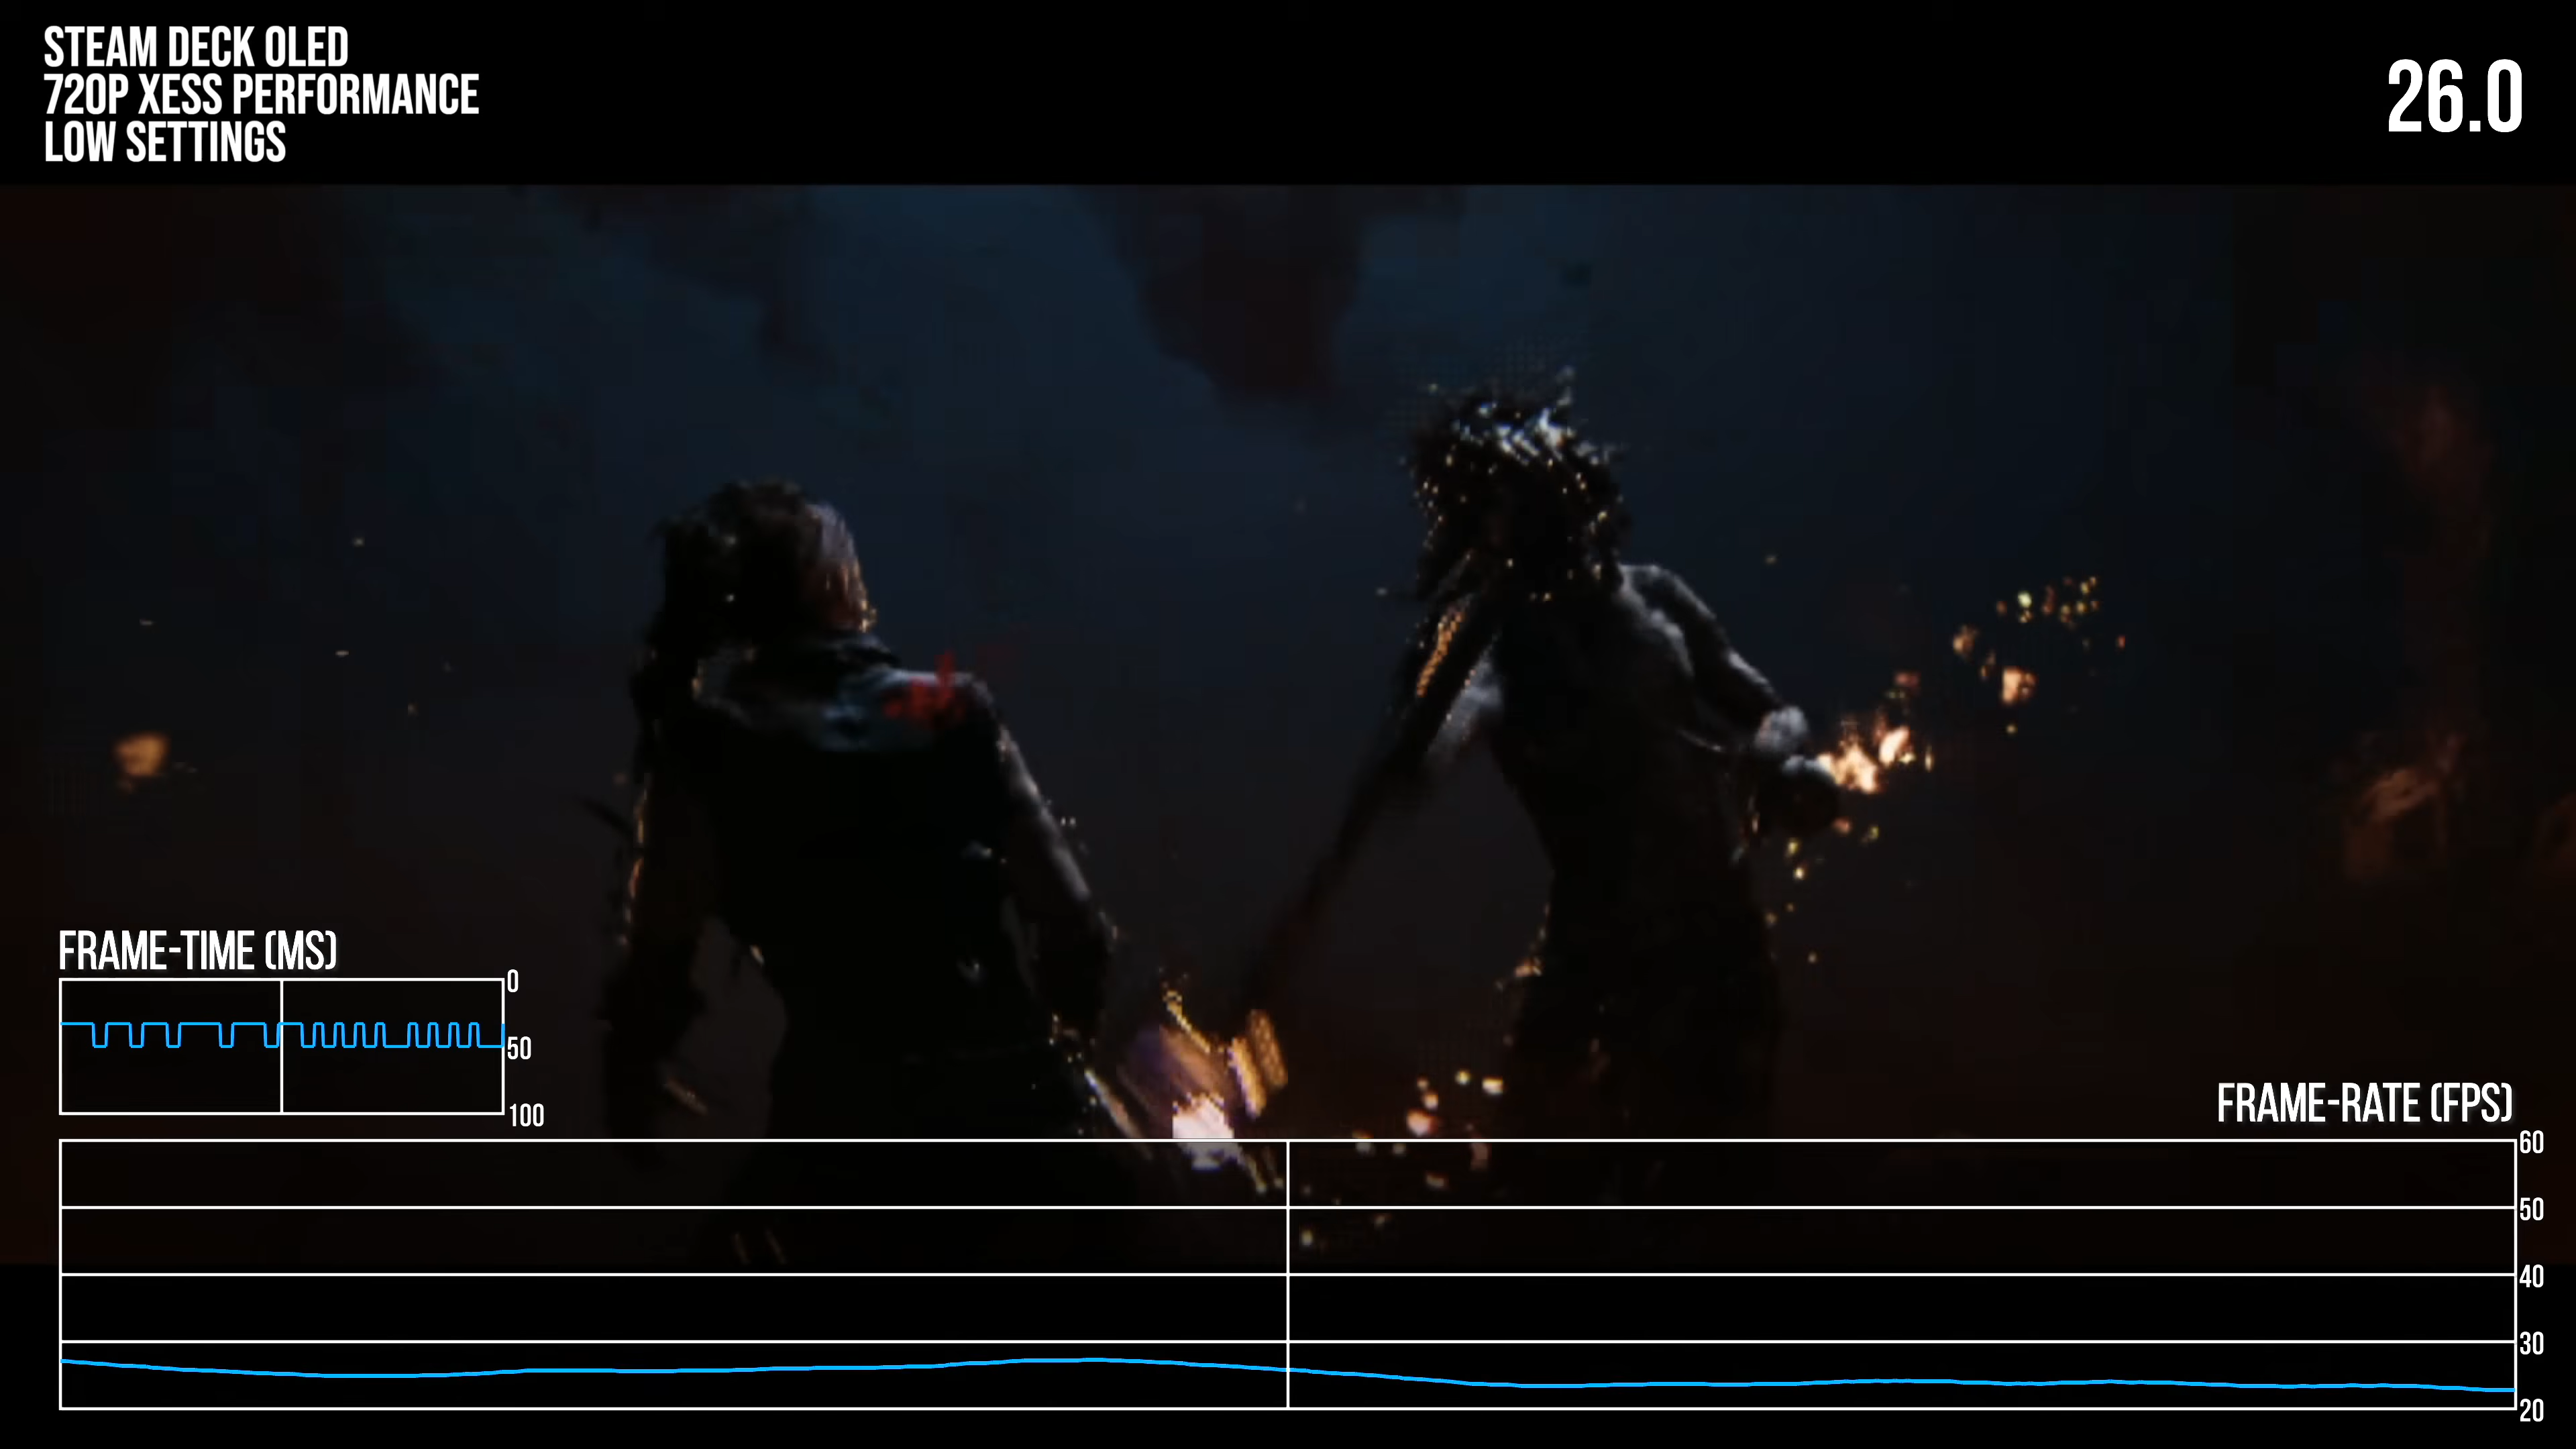 STEAM DECK OLED
720P XESS PERFORMANCE
LOW SETTINGS
26.0
FRAME-TIME (MS)
0
50
100
FRAME-RATE (FPS)
60
50
40
30
20